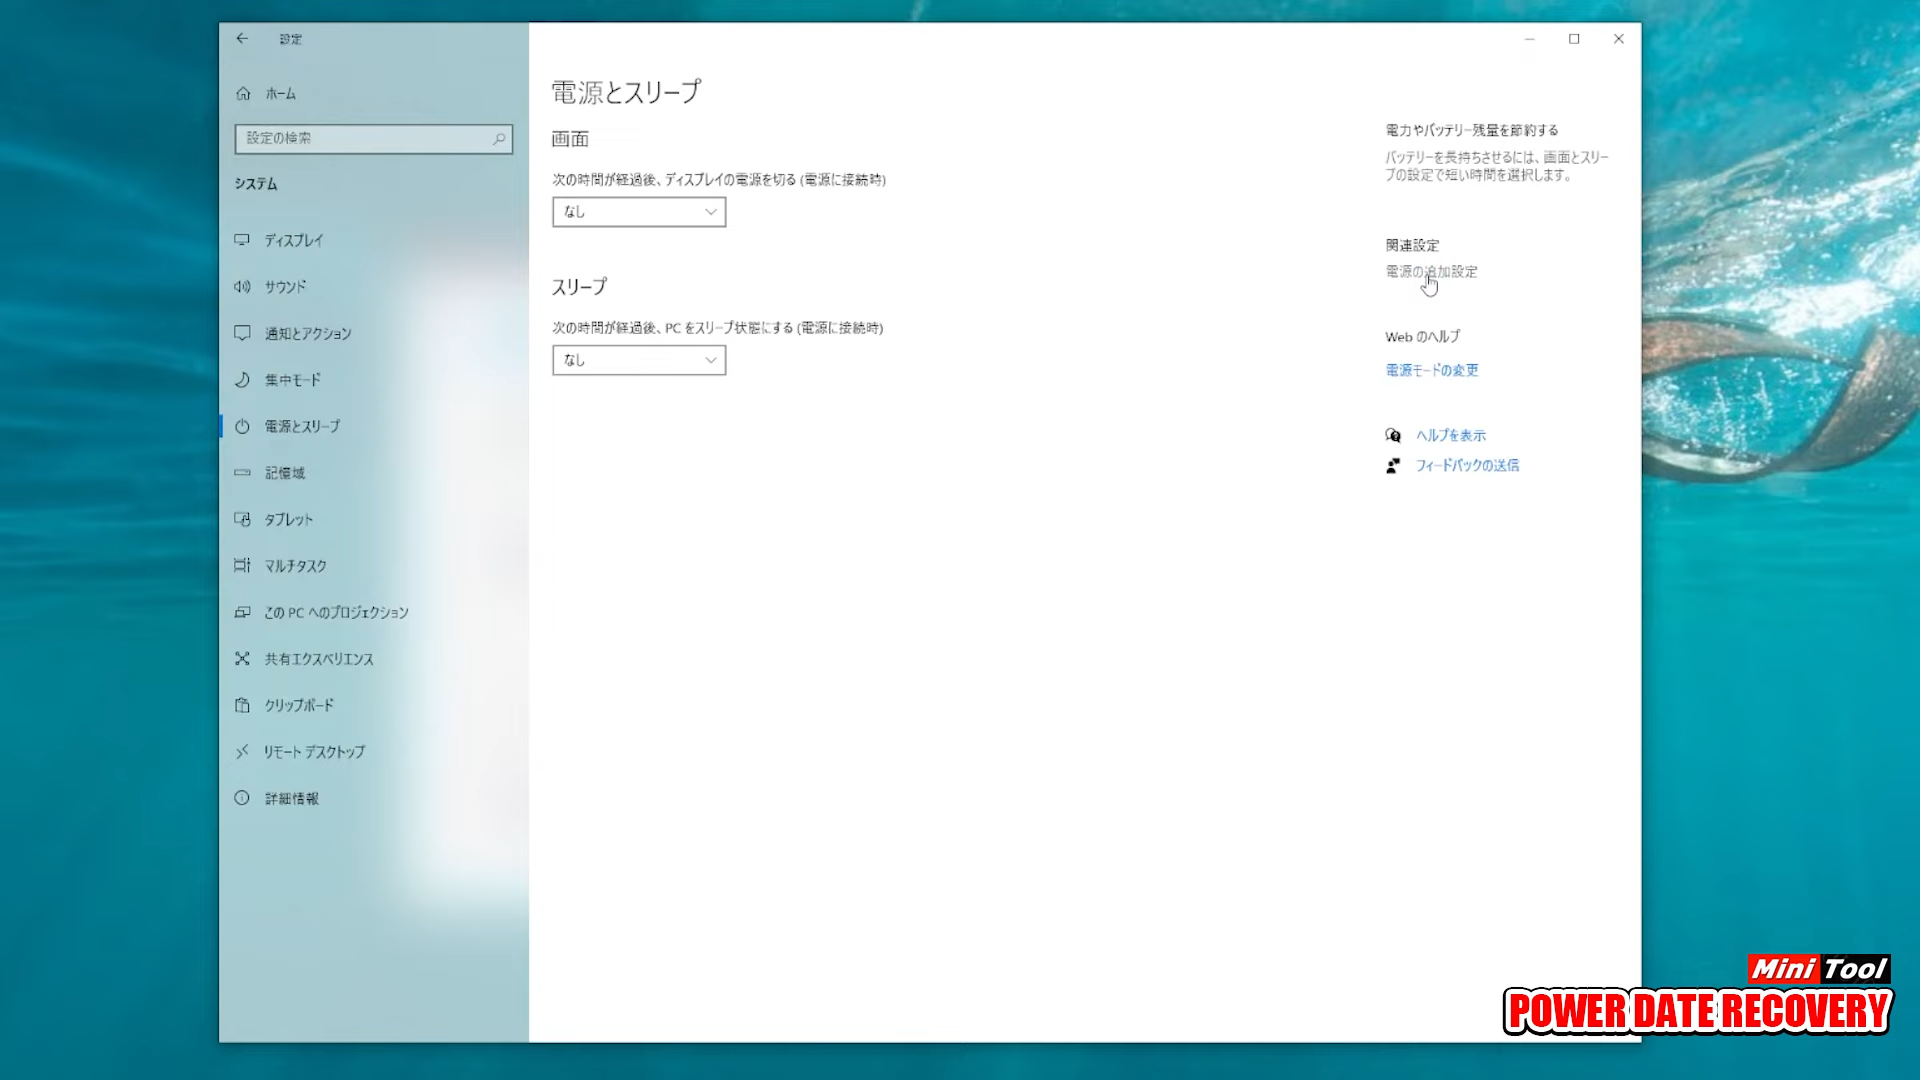 設定
ホーム
設定の検索
システム
ディスプレイ
サウンド
通知とアクション
集中モード
電源とスリープ
記憶域
タブレット
マルチタスク
この PC へのプロジェクション
共有エクスペリエンス
クリップボード
リモート デスクトップ
詳細情報
電源とスリープ
画面
次の時間が経過後、ディスプレイの電源を切る (電源に接続時)
なし
スリープ
次の時間が経過後、PC をスリープ状態にする (電源に接続時)
なし
電力やバッテリー残量を節約する
バッテリーを長持ちさせるには、画面とスリー
プの設定で短い時間を選択します。
関連設定
電源の追加設定
Web のヘルプ
電源モードの変更
ヘルプを表示
フィードバックの送信
Mini Tool
POWER DATE RECOVERY